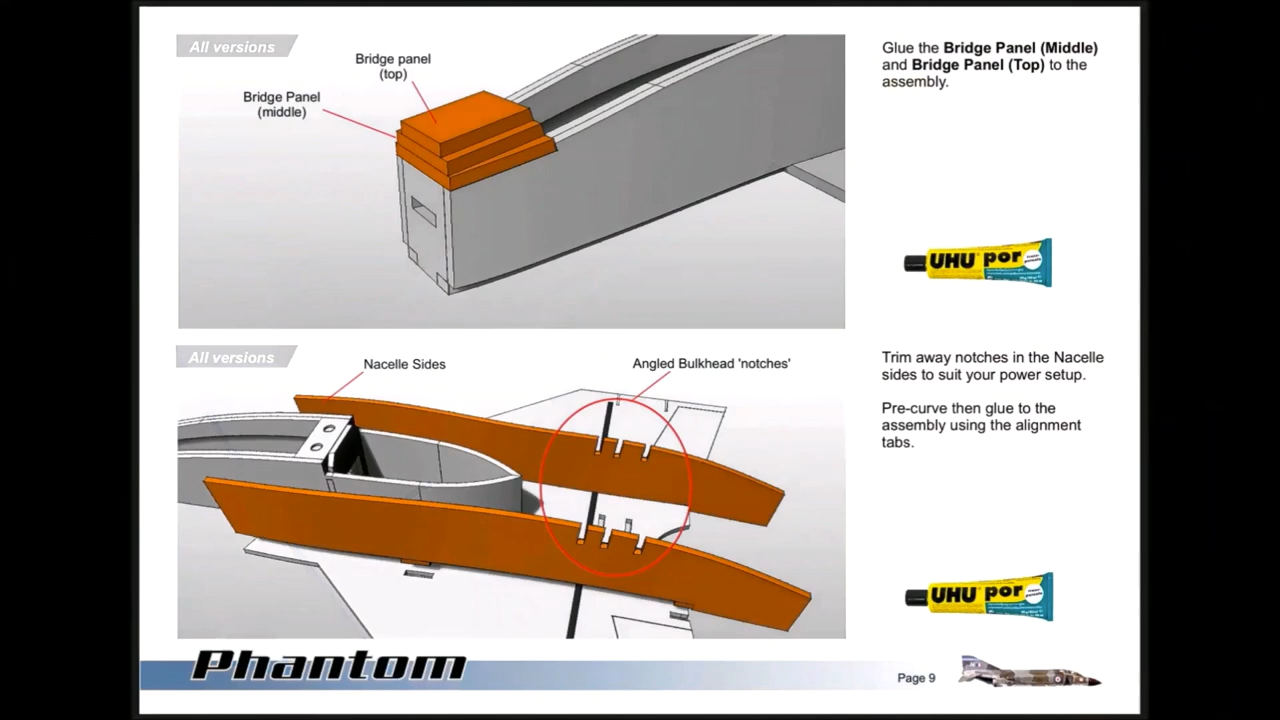 All versions
Bridge panel
(top)
Bridge Panel
(middle)
Glue the Bridge Panel (Middle)
and Bridge Panel (Top) to the
assembly.
UHU por
All versions
Nacelle Sides
Angled Bulkhead 'notches'
Trim away notches in the Nacelle
sides to suit your power setup.
Pre-curve then glue to the
assembly using the alignment
tabs.
UHU por
Phantom
Page 9